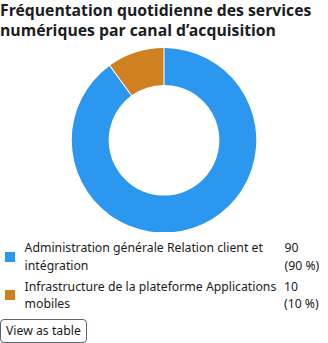 Fréquentation quotidienne des services
numériques par canal d’acquisition
Administration générale Relation client et
intégration
90
(90 %)
Infrastructure de la plateforme Applications
mobiles
10
(10 %)
View as table